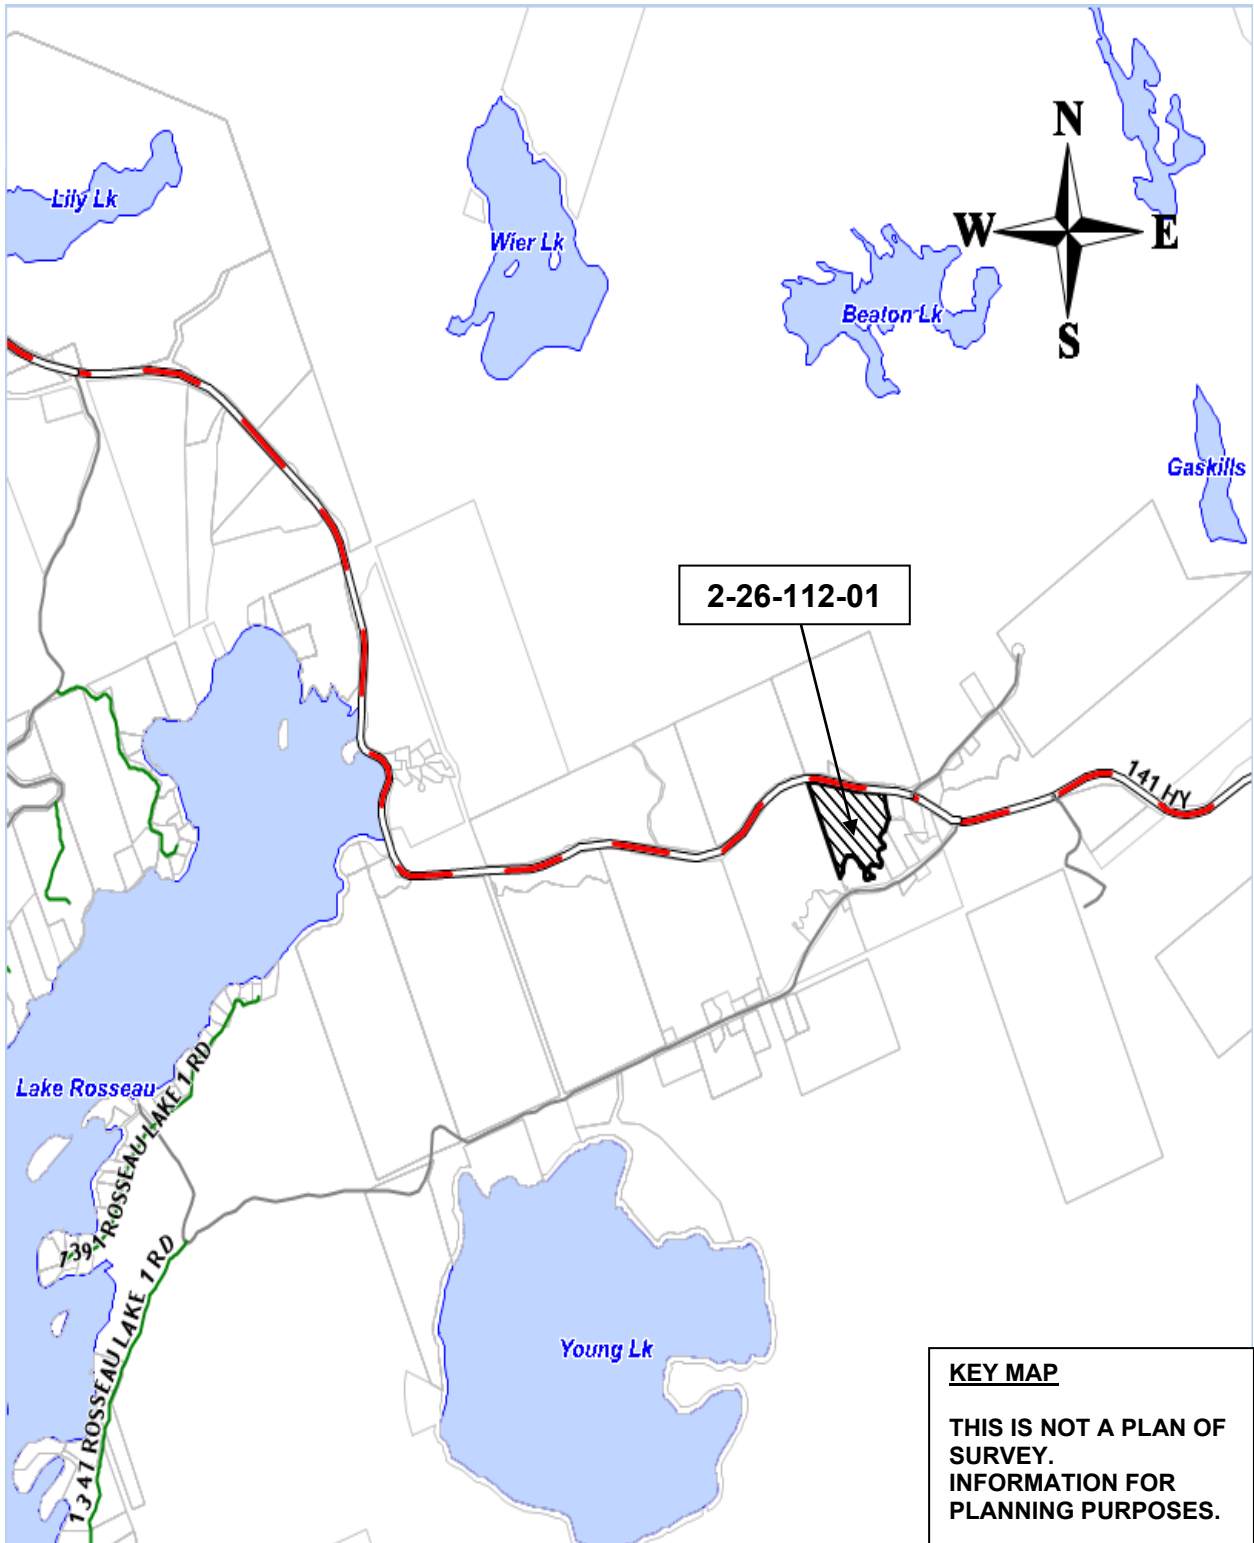 N
Lily Lk
Wier Lk
W
E
Beaton Lk
S
Gaskills
2-26-112-01
141 HY
Lake Rosseau
1391 ROSSEAU LAKE 1 RD
1347 ROSSEAU LAKE 1 RD
Young Lk
KEY MAP
THIS IS NOT A PLAN OF
SURVEY.
INFORMATION FOR
PLANNING PURPOSES.